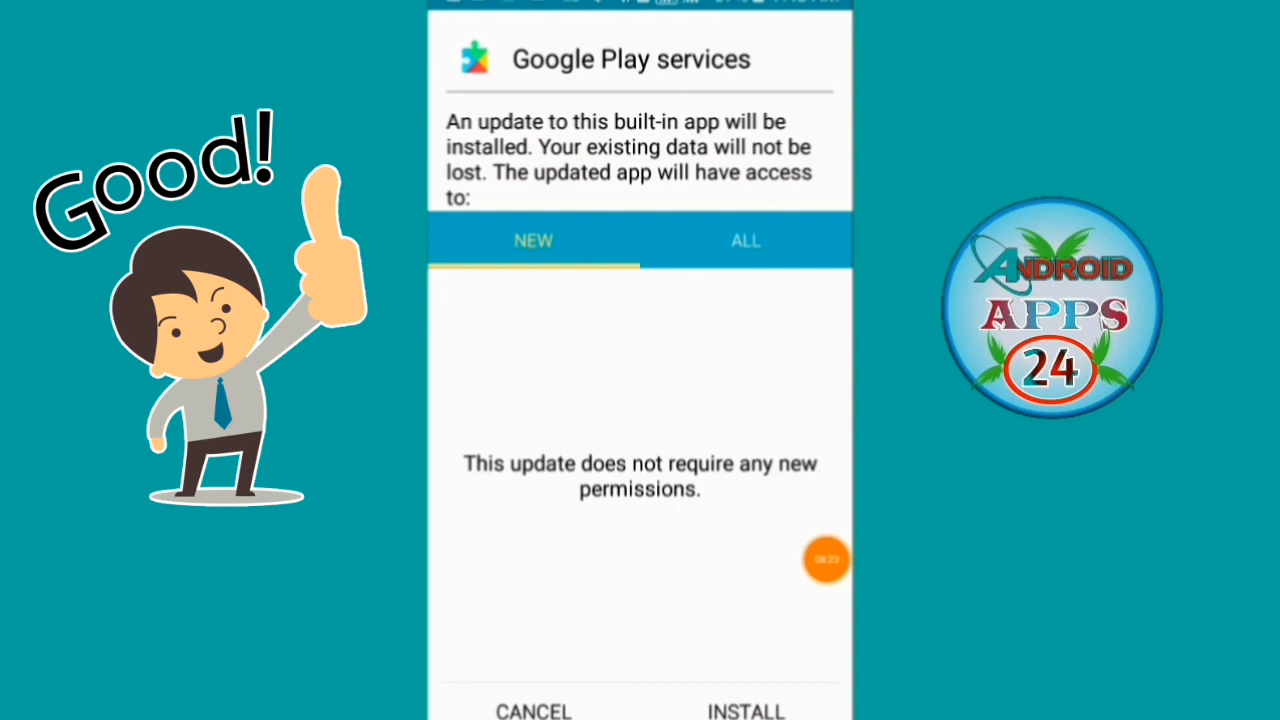 Good!
Google Play services
An update to this built-in app will be
installed. Your existing data will not be
lost. The updated app will have access
to:
NEW
ALL
This update does not require any new
permissions.
08:23
CANCEL
INSTALL
ANDROID
APPS
24